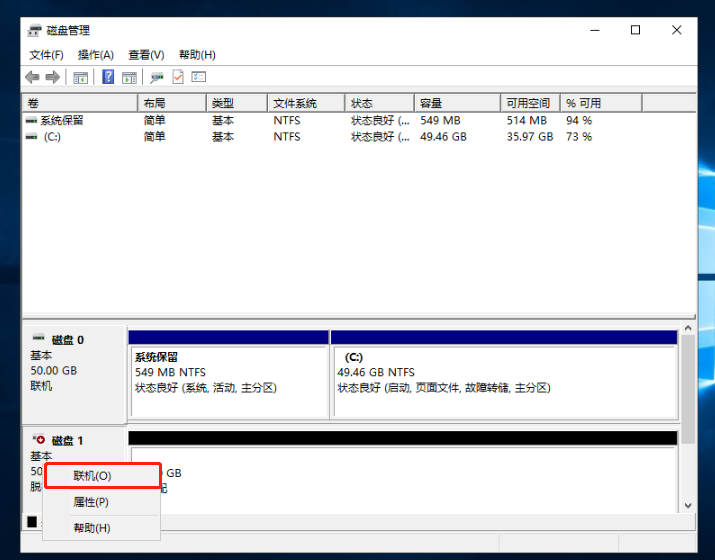 磁盘管理
文件(F) 操作(A) 查看(V) 帮助(H)
卷 布局 类型 文件系统 状态 容量 可用空间 % 可用
系统保留 简单 基本 NTFS 状态良好 (... 549 MB 514 MB 94 %
(C:) 简单 基本 NTFS 状态良好 (... 49.46 GB 35.97 GB 73 %
磁盘 0
基本
50.00 GB
联机
系统保留
549 MB NTFS
状态良好 (系统, 活动, 主分区)
(C:)
49.46 GB NTFS
状态良好 (启动, 页面文件, 故障转储, 主分区)
磁盘 1
基本
50
脱
GB
联机(O)
属性(P)
帮助(H)